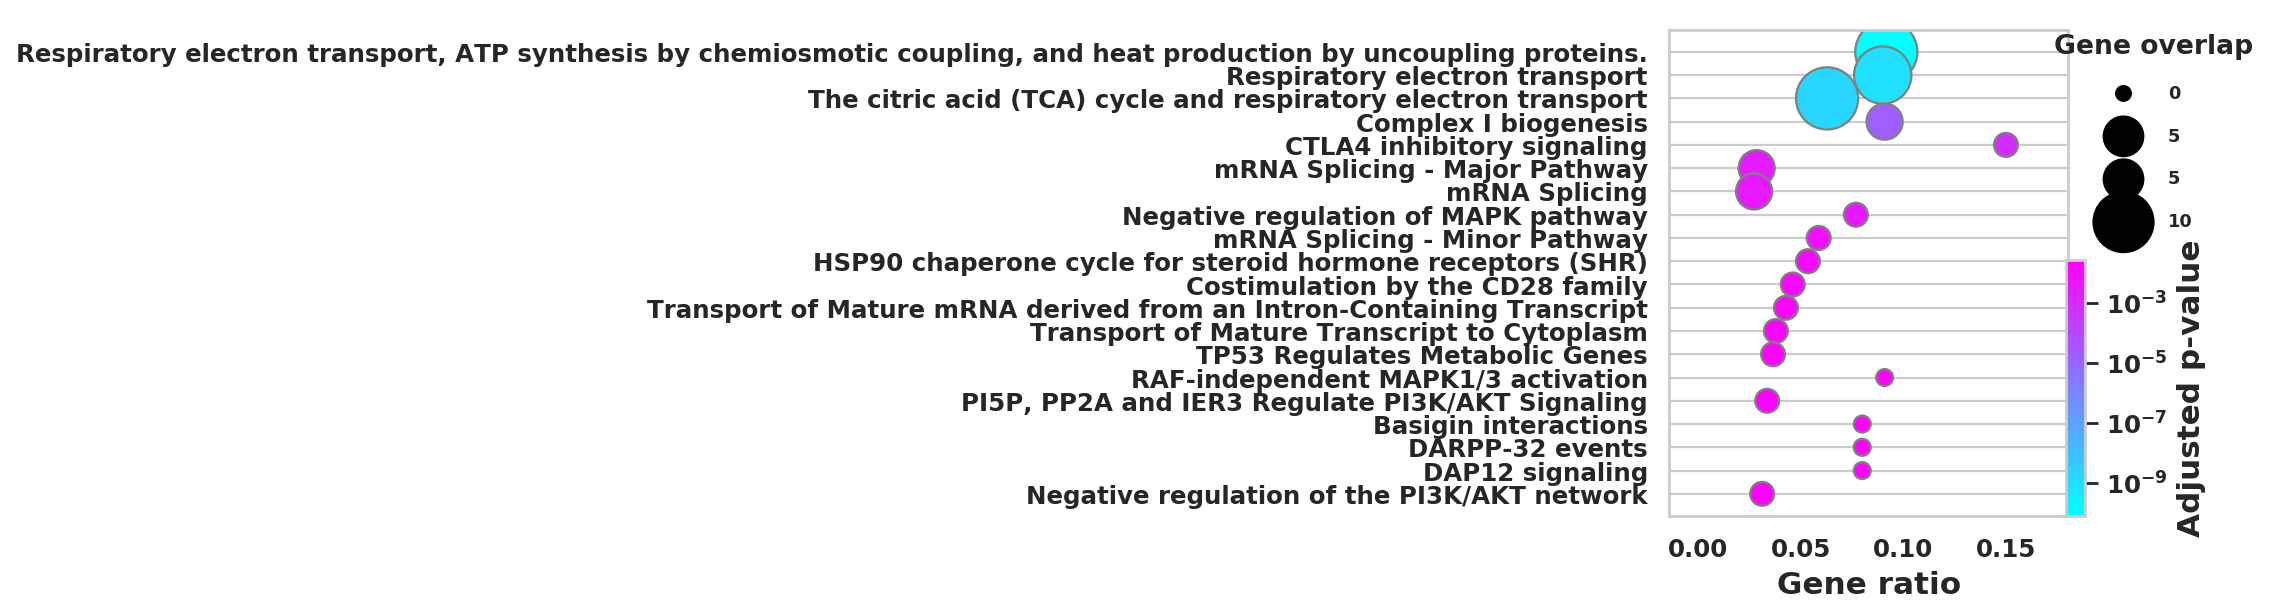 Respiratory electron transport, ATP synthesis by chemiosmotic coupling, and heat production by uncoupling proteins.
Respiratory electron transport
The citric acid (TCA) cycle and respiratory electron transport
Complex I biogenesis
CTLA4 inhibitory signaling
mRNA Splicing - Major Pathway
mRNA Splicing
Negative regulation of MAPK pathway
mRNA Splicing - Minor Pathway
HSP90 chaperone cycle for steroid hormone receptors (SHR)
Costimulation by the CD28 family
Transport of Mature mRNA derived from an Intron-Containing Transcript
Transport of Mature Transcript to Cytoplasm
TP53 Regulates Metabolic Genes
RAF-independent MAPK1/3 activation
PI5P, PP2A and IER3 Regulate PI3K/AKT Signaling
Basigin interactions
DARPP-32 events
DAP12 signaling
Negative regulation of the PI3K/AKT network
0.00 0.05 0.10 0.15
Gene ratio
Gene overlap
0
5
5
10
10⁻³
10⁻⁵
10⁻⁷
10⁻⁹
Adjusted p-value